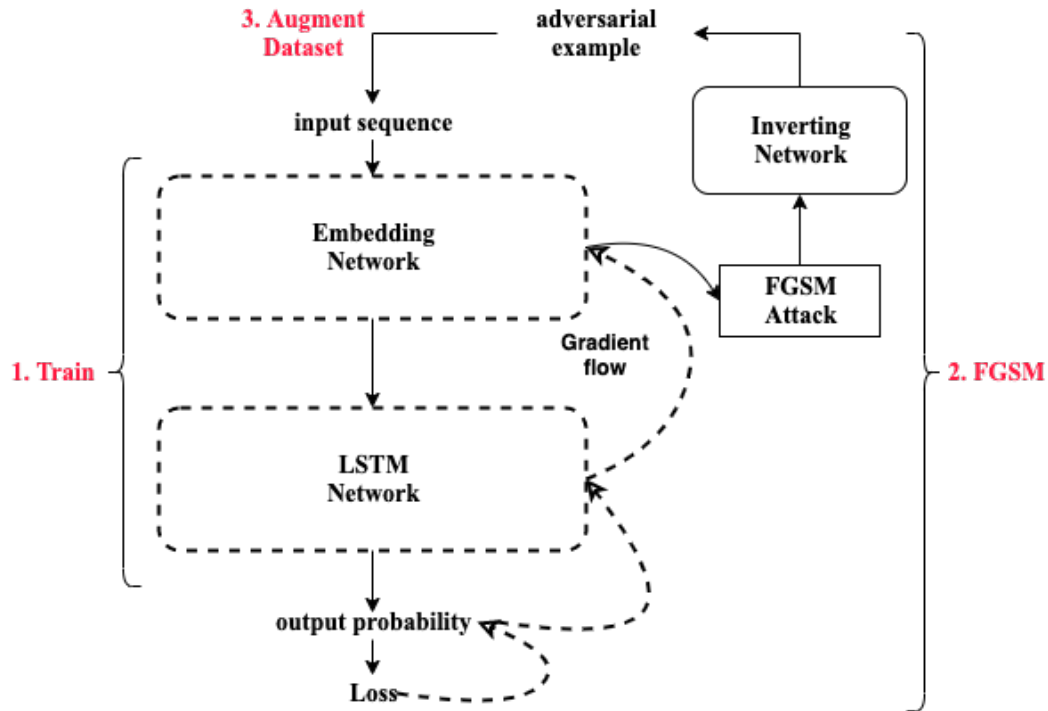 3. Augment
Dataset
adversarial
example
input sequence
Inverting
Network
Embedding
Network
FGSM
Attack
Gradient
flow
1. Train
2. FGSM
LSTM
Network
output probability
Loss